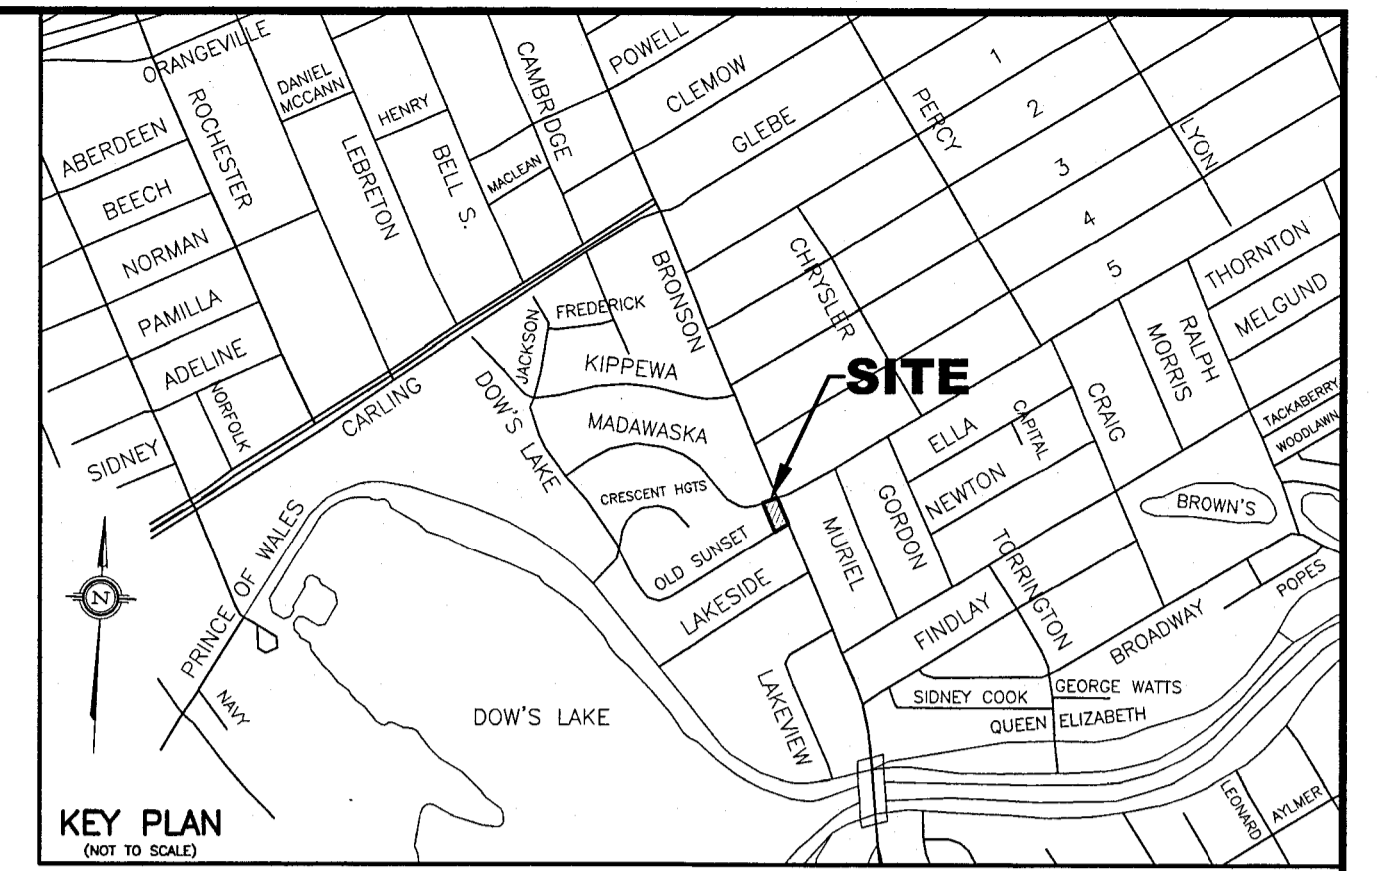 ORANGEVILLE
POWELL
DANIEL
MCCANN
CAMBRIDGE
CLEMOW
1
ROCHESTER
HENRY
PERCY
2
GLEBE
ABERDEEN
LEBRETON
BELL S.
MACLEAN
LYON
3
BEECH
4
NORMAN
BRONSON
CHRYSLER
5
THORNTON
PAMILLA
FREDERICK
JACKSON
RALPH
MORRIS
MELGUND
ADELINE
KIPPEWA
SITE
NORFOLK
CARLING
DOW'S LAKE
MADAWASKA
ELLA
CAPITAL
CRAIG
TACKABERRY
WOODLAWN
SIDNEY
CRESCENT HGTS
GORDON
NEWTON
BROWN'S
PRINCE OF WALES
OLD SUNSET
MURIEL
TORRINGTON
N
LAKESIDE
FINDLAY
POPES
BROADWAY
NAVY
LAKEVIEW
SIDNEY COOK
GEORGE WATTS
DOW'S LAKE
QUEEN ELIZABETH
LEONARD
AYLMER
KEY PLAN
(NOT TO SCALE)